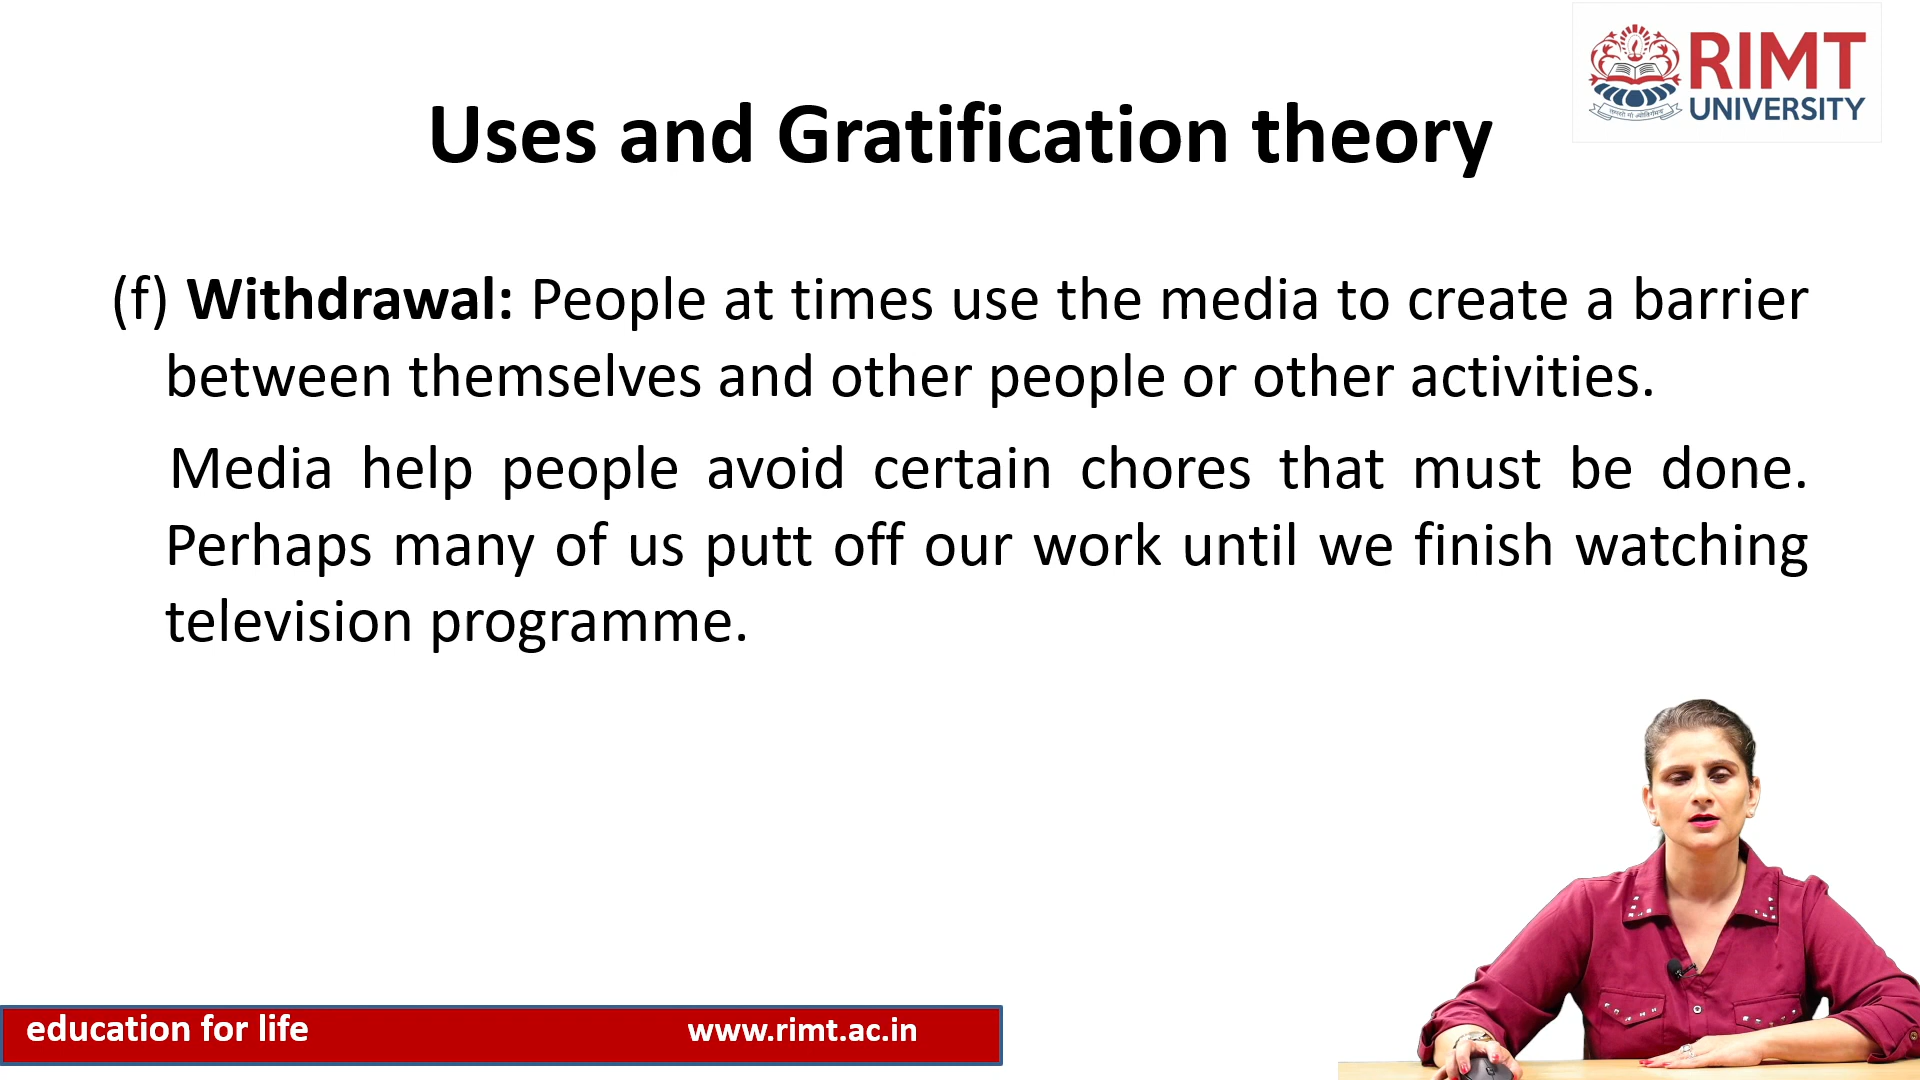 RIMT
UNIVERSITY
Uses and Gratification theory
(f) Withdrawal: People at times use the media to create a barrier
between themselves and other people or other activities.
Media help people avoid certain chores that must be done.
Perhaps many of us putt off our work until we finish watching
television programme.
education for life www.rimt.ac.in